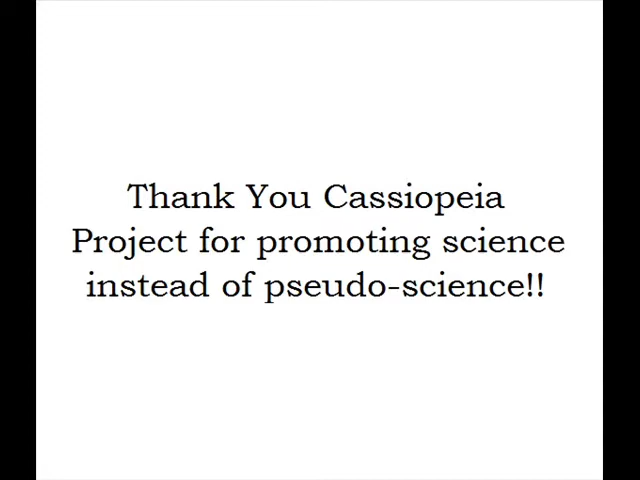 Thank You Cassiopeia
Project for promoting science
instead of pseudo-science!!